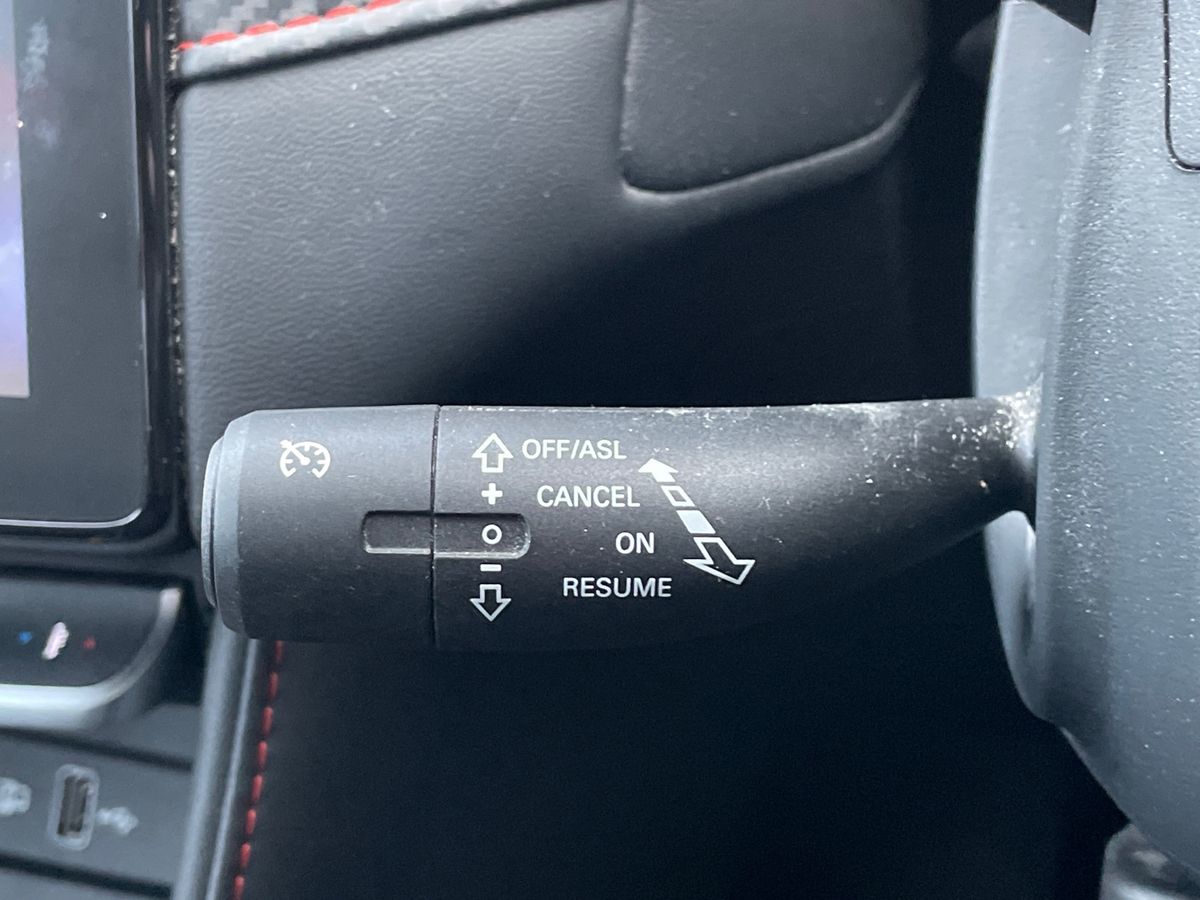 OFF/ASL
+
CANCEL
O
ON
-
RESUME